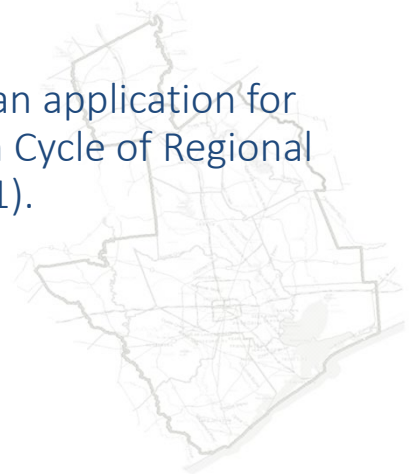 an application for
Cycle of Regional
1).